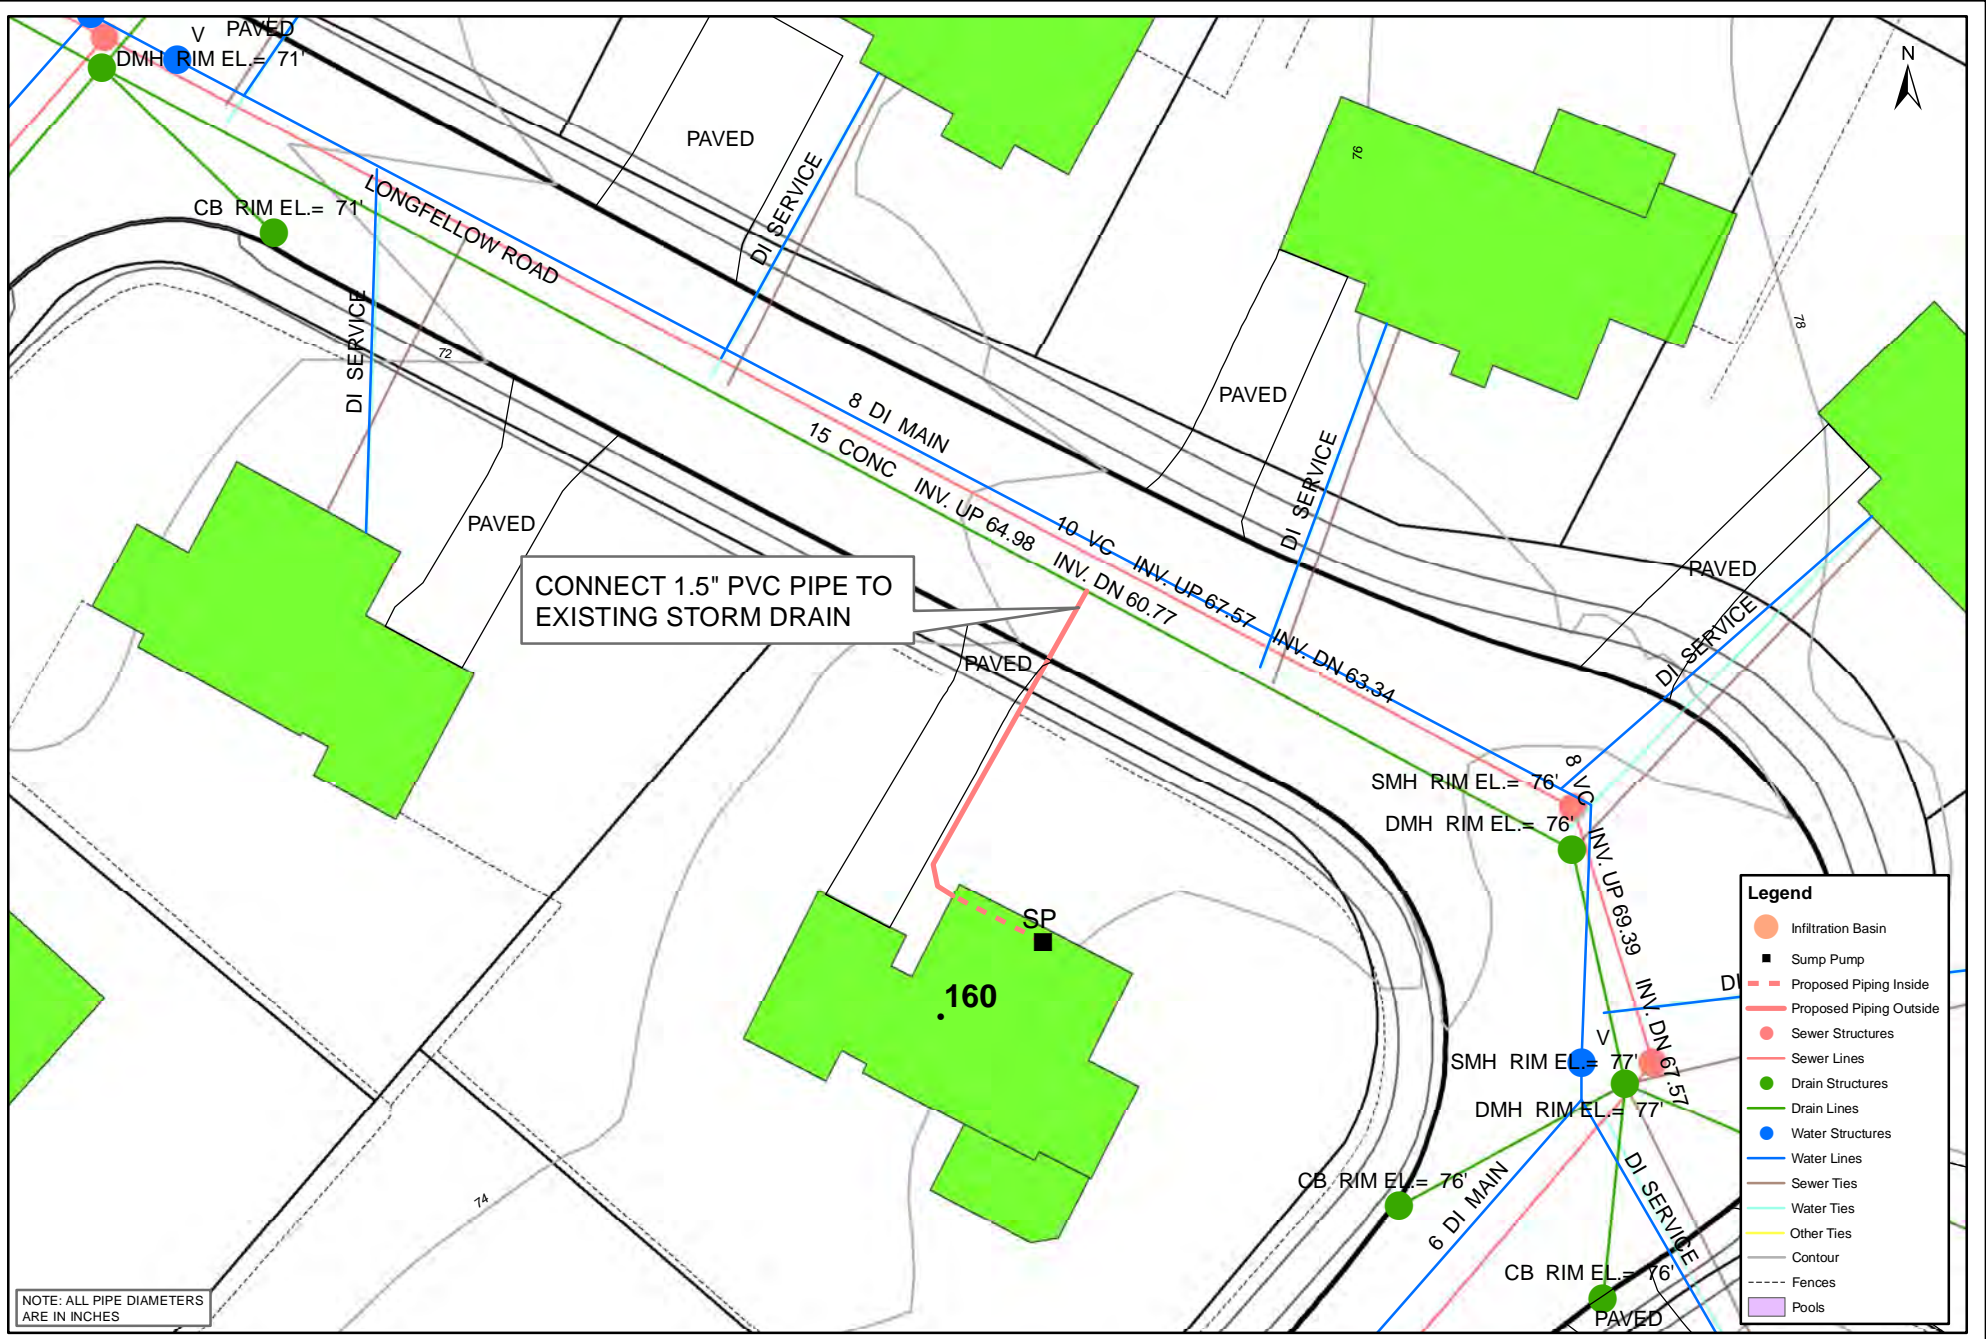 V PAVED
DMH RIM EL.= 71'
N
PAVED
76
DI SERVICE
CB RIM EL.= 71'
LONGFELLOW ROAD
DI SERVICE
72
78
8 DI MAIN
15 CONC INV. UP 64.98 INV. DN 60.77
PAVED
DI SERVICE
10 VC INV. UP 67.57 INV. DN 63.34
PAVED
CONNECT 1.5" PVC PIPE TO
EXISTING STORM DRAIN
PAVED
DI SERVICE
PAVED
SMH RIM EL.= 76'
8 VC INV. UP 69.39 INV. DN 67.57
DMH RIM EL.= 76'
SP
160
DI
V
SMH RIM EL.= 77'
DMH RIM EL.= 77'
CB RIM EL.= 76'
6 DI MAIN
DI SERVICE
74
CB RIM EL.= 76'
PAVED
Legend
Infiltration Basin
Sump Pump
Proposed Piping Inside
Proposed Piping Outside
Sewer Structures
Sewer Lines
Drain Structures
Drain Lines
Water Structures
Water Lines
Sewer Ties
Water Ties
Other Ties
Contour
Fences
Pools
NOTE: ALL PIPE DIAMETERS
ARE IN INCHES